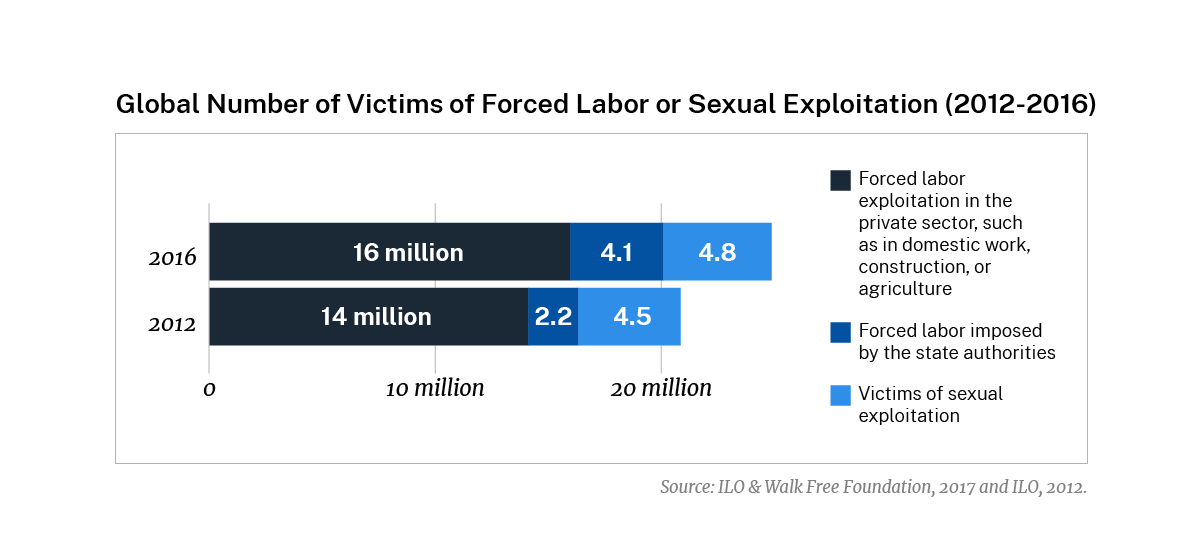 Global Number of Victims of Forced Labor or Sexual Exploitation (2012-2016)
2016
16 million
4.1
4.8
2012
14 million
2.2
4.5
0
10 million
20 million
Forced labor
exploitation in the
private sector, such
as in domestic work,
construction, or
agriculture
Forced labor imposed
by the state authorities
Victims of sexual
exploitation
Source: ILO & Walk Free Foundation, 2017 and ILO, 2012.